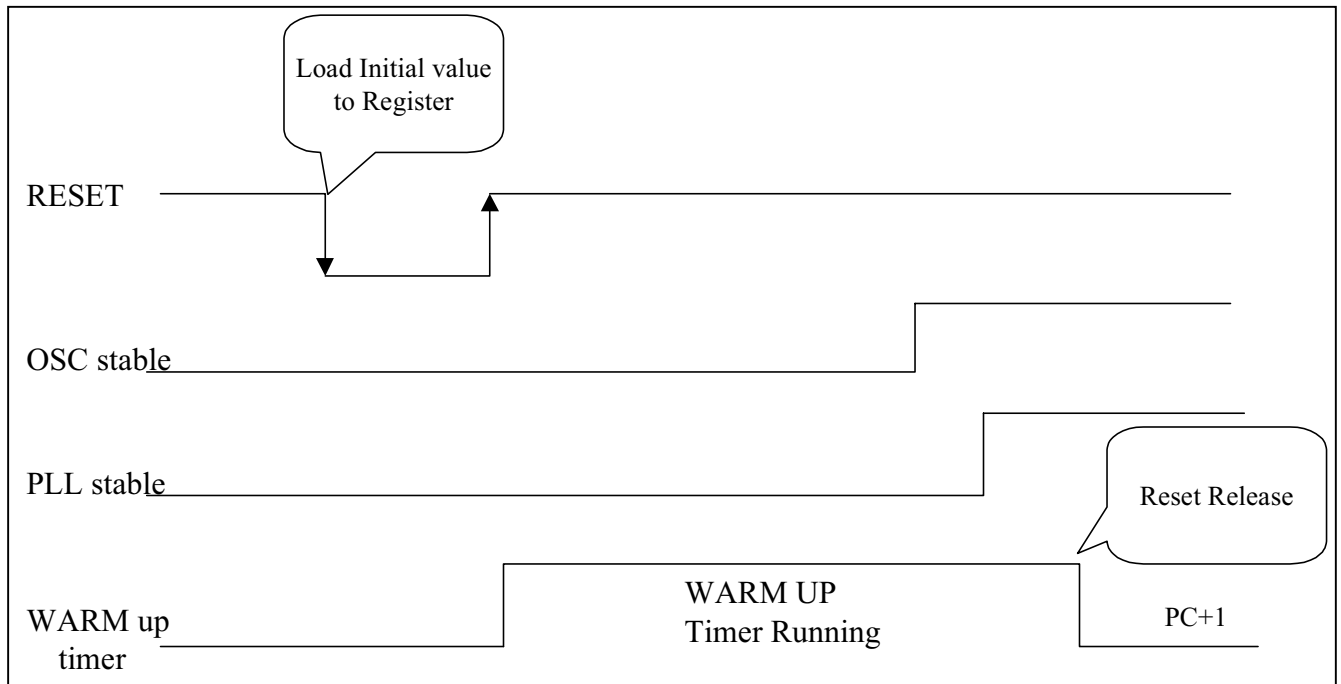 Load Initial value
to Register
RESET
OSC stable
PLL stable
Reset Release
WARM up
timer
WARM UP
Timer Running
PC+1